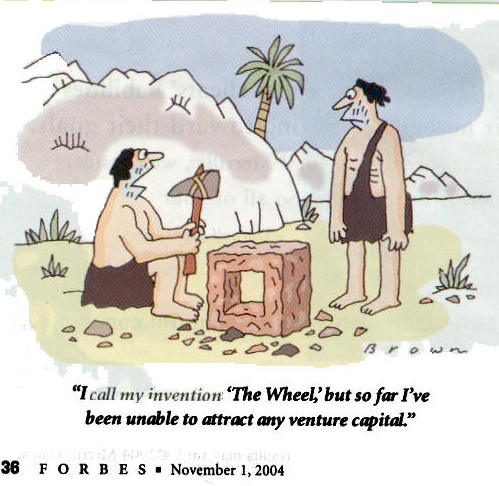 Brown
“I call my invention ‘The Wheel,’ but so far I’ve
been unable to attract any venture capital.”
36 FORBES ▪ November 1, 2004